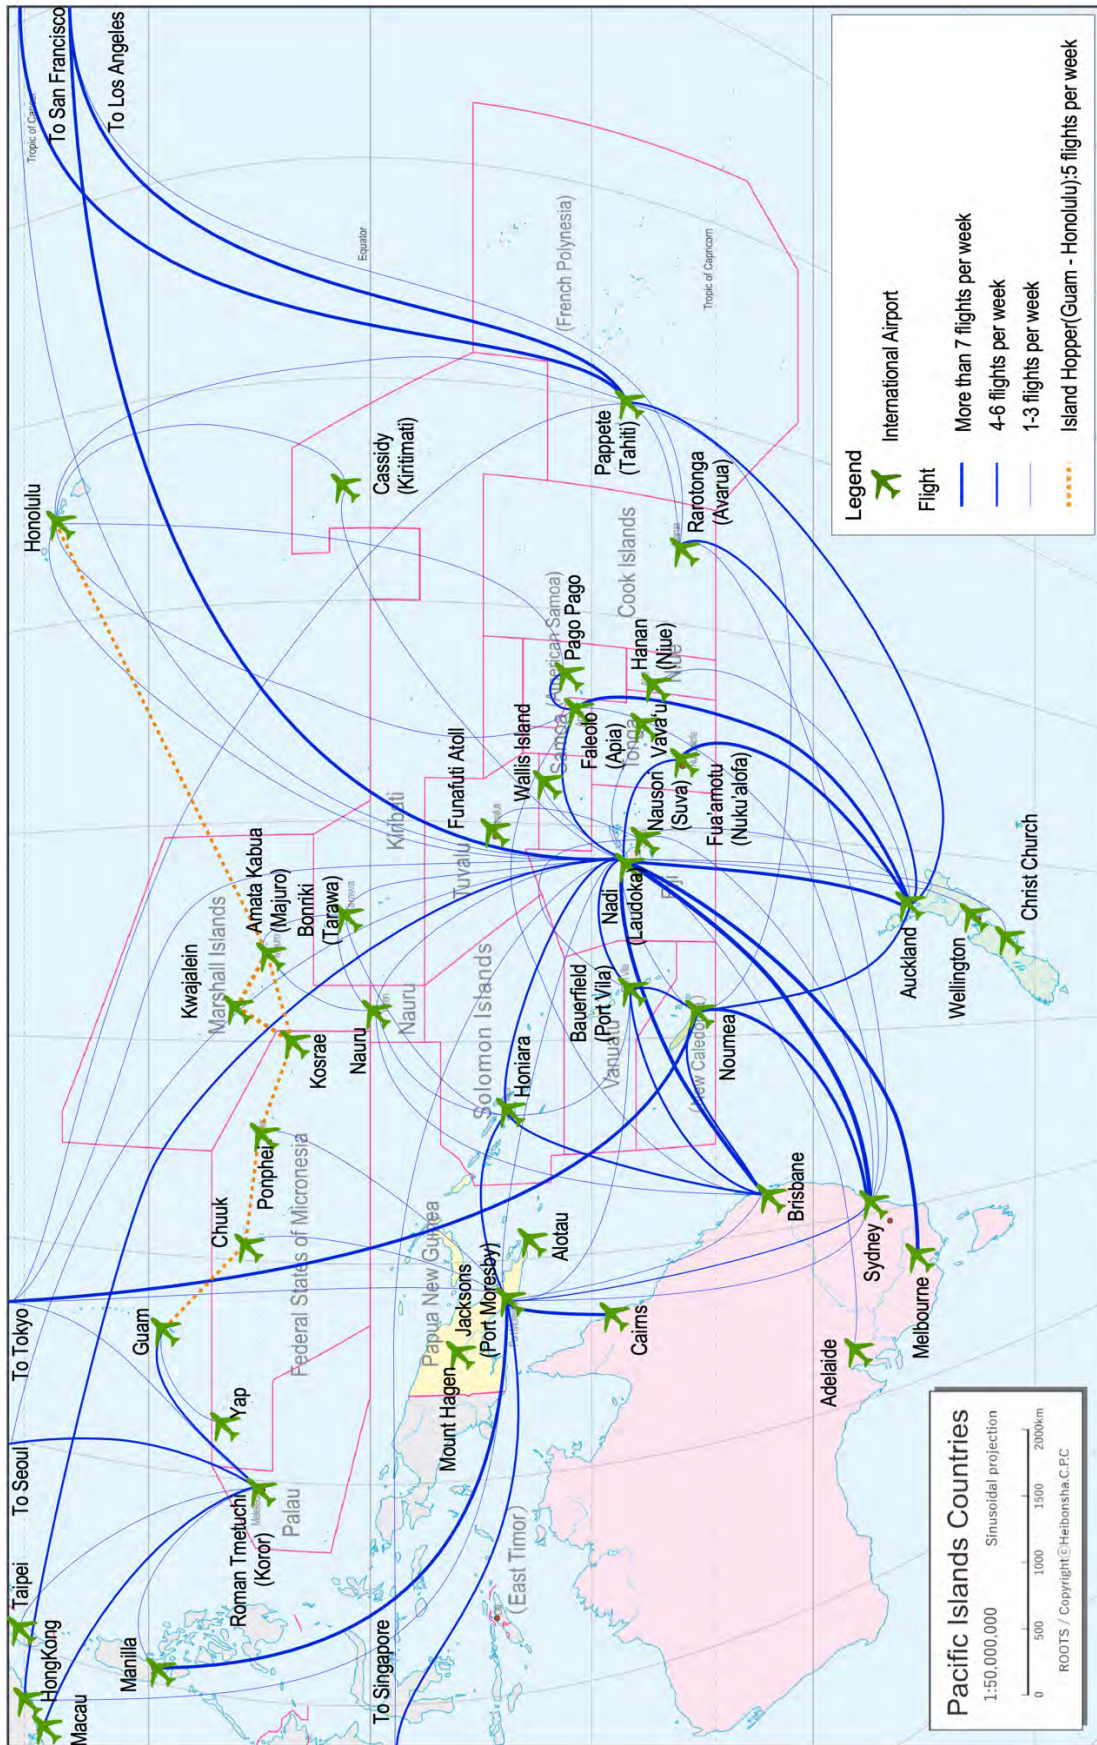 To Tokyo
To Seoul
Taipei
HongKong
Macau
Manilla
To Singapore
To San Francisco
To Los Angeles
Tropic of Cancer
Honolulu
Guam
Yap
Roman Tmetuchi
(Koror)
Palau
Chuuk
Ponphei
Kosrae
Federal States of Micronesia
Kwajalein
Marshall Islands
Amata Kabua
(Majuro)
Bonriki
(Tarawa)
Nauru
Nauru
Kiribati
Equator
Cassidy
(Kiritimati)
Funafuti Atoll
Tuvalu
Wallis Island
Samoa
(American Samoa)
Pago Pago
Faleolo
(Apia)
Hanan
(Niue)
Niue
Cook Islands
Vava'u
Tonga
Nausori
(Suva)
Fua'amotu
(Nuku'alofa)
Nadi
(Laudoka)
Fiji
Rarotonga
(Avarua)
Pappete
(Tahiti)
(French Polynesia)
Tropic of Capricorn
Solomon Islands
Honiara
Bauerfield
(Port Vila)
Vanuatu
(New Caledonia)
Noumea
Papua New Guinea
Jacksons
(Port Moresby)
Mount Hagen
Alotau
(East Timor)
Cairns
Brisbane
Sydney
Melbourne
Adelaide
Auckland
Wellington
Christ Church
Legend
International Airport
Flight
More than 7 flights per week
4-6 flights per week
1-3 flights per week
Island Hopper(Guam - Honolulu):5 flights per week
Pacific Islands Countries
1:50,000,000 Sinusoidal projection
0 500 1000 1500 2000km
ROOTS / Copyright©Heibonsha.C.P.C